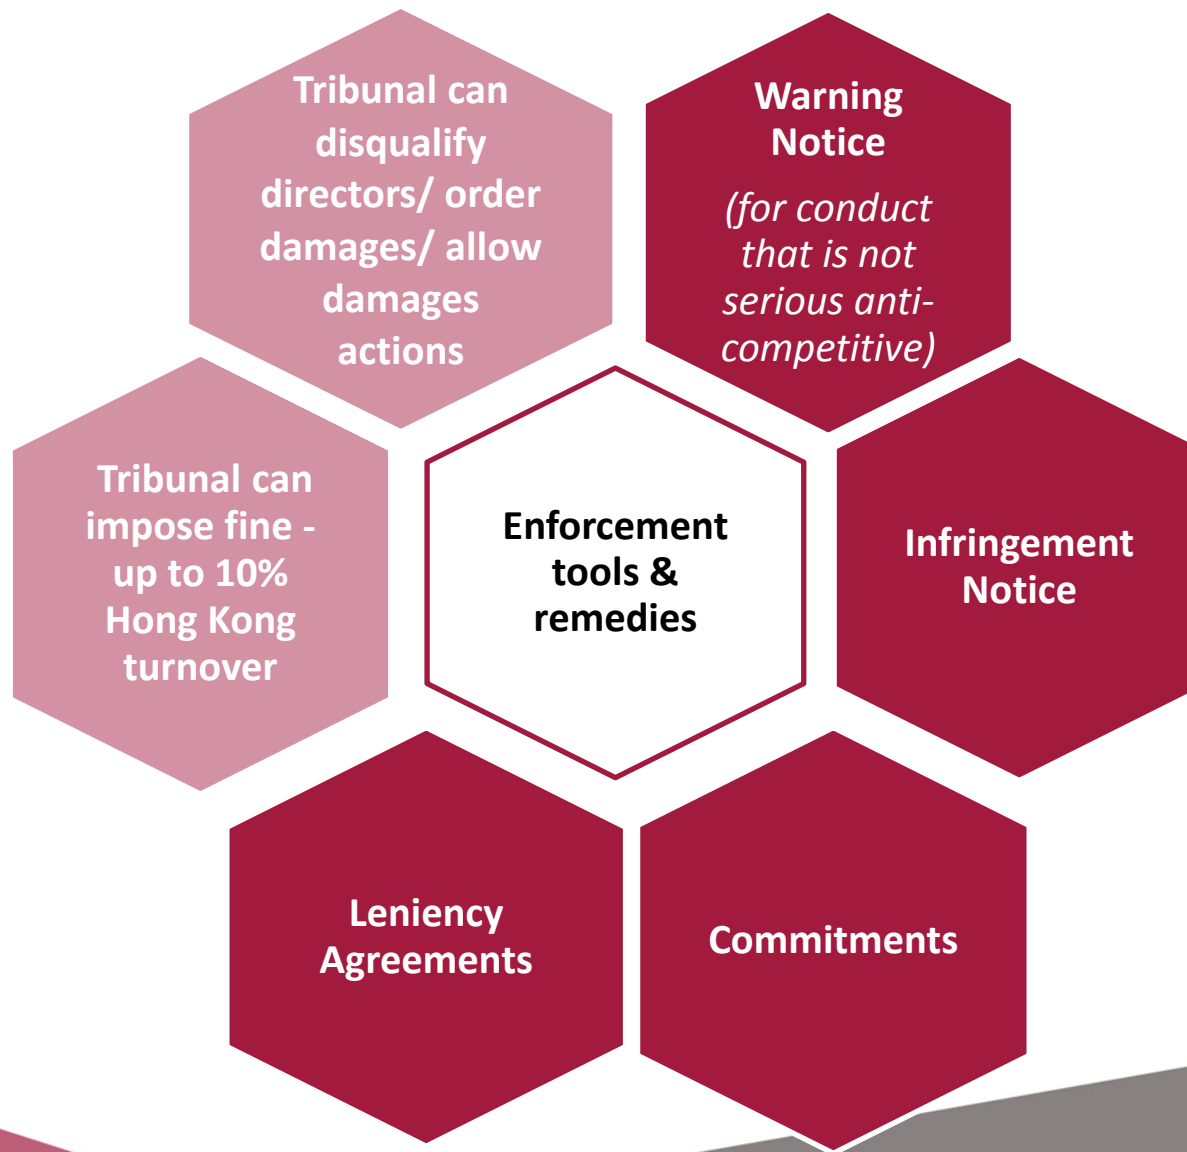 Tribunal can
disqualify
directors/ order
damages/ allow
damages
actions
Warning
Notice
(for conduct
that is not
serious anti-
competitive)
Tribunal can
impose fine -
up to 10%
Hong Kong
turnover
Enforcement
tools &
remedies
Infringement
Notice
Leniency
Agreements
Commitments